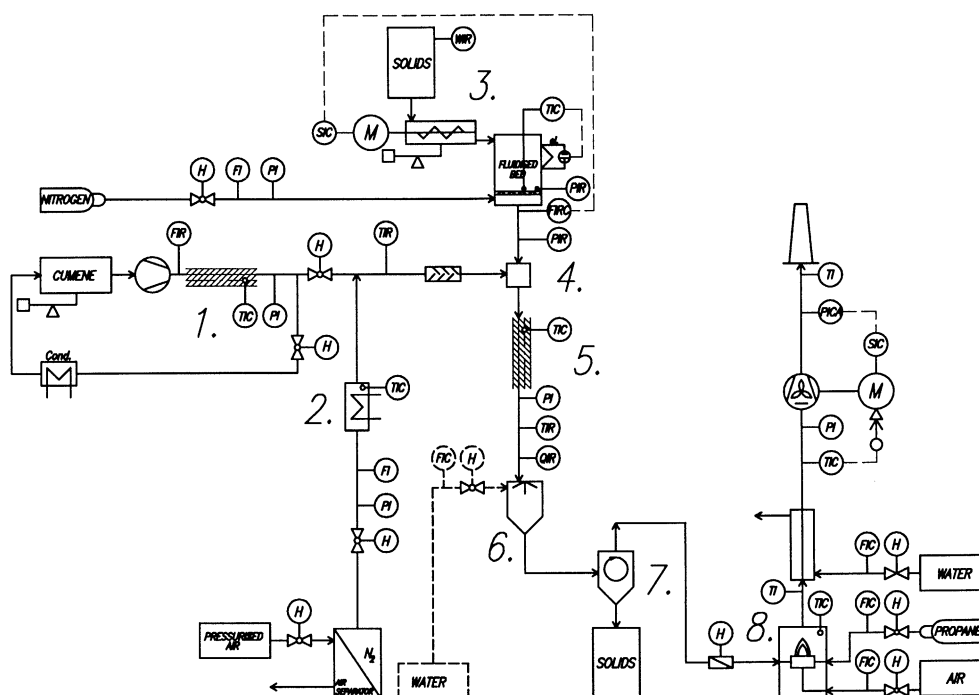 WIR
SOLIDS
3.
TIC
SIC
M
el.
FLUIDISED
BED
H
FI
PI
PIR
NITROGEN
FIRC
FIR
H
TIR
PIR
CUMENE
4.
TI
1.
TIC
PI
TIC
PICA
H
5.
SIC
Cond.
2.
TIC
PI
M
TIR
PI
FIC
H
QIR
TIC
FI
PI
6.
H
7.
FIC
H
WATER
TI
TIC
H
8.
FIC
H
PROPANE
PRESSURISED
AIR
H
N2
SOLIDS
FIC
H
AIR
AIR
SEPARATOR
WATER